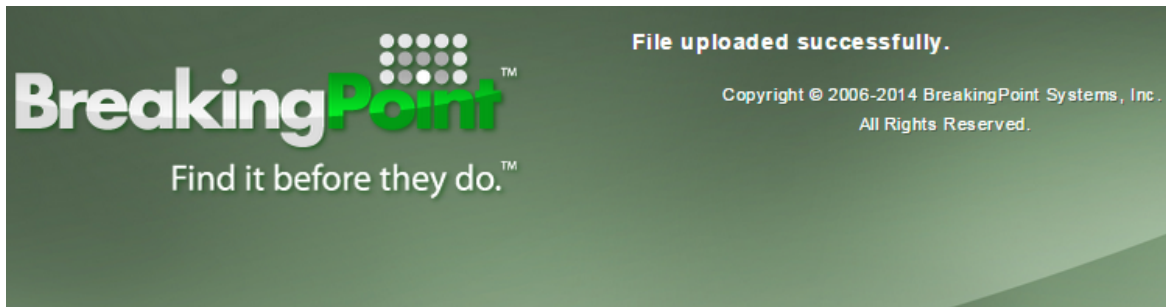 BreakingPoint™
Find it before they do.™
File uploaded successfully.
Copyright © 2006-2014 BreakingPoint Systems, Inc.
All Rights Reserved.